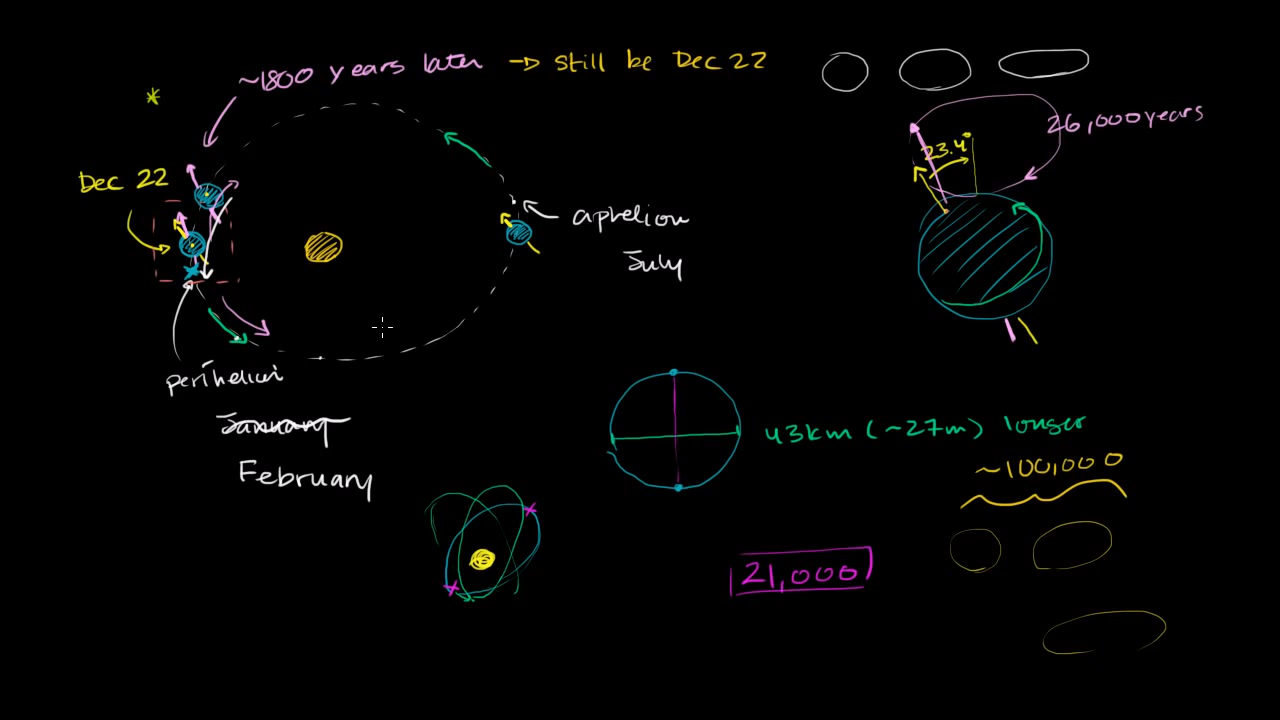 ~1800 years later → still be Dec 22
26,000 years
23.4°
Dec 22
aphelion
July
perihelion
January
February
43km (~27m) longer
~100,000
21,000